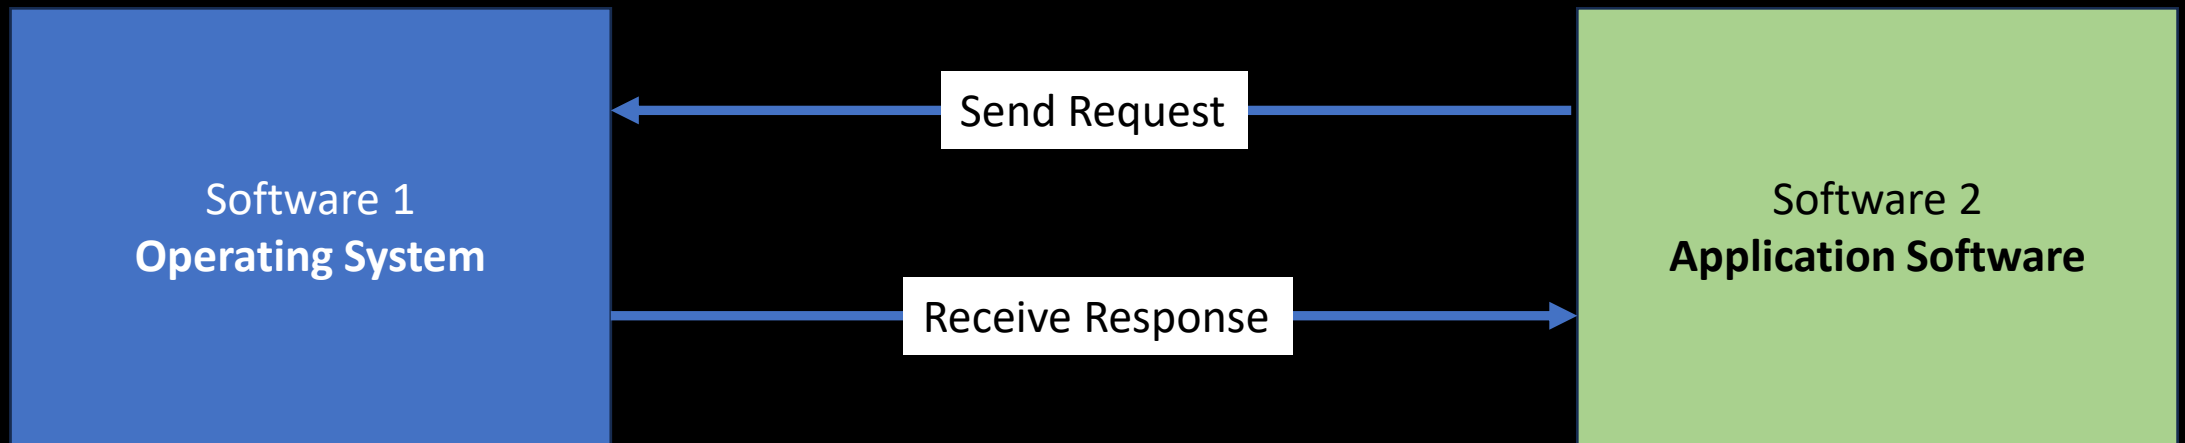 Software 1
Operating System
Send Request
Receive Response
Software 2
Application Software